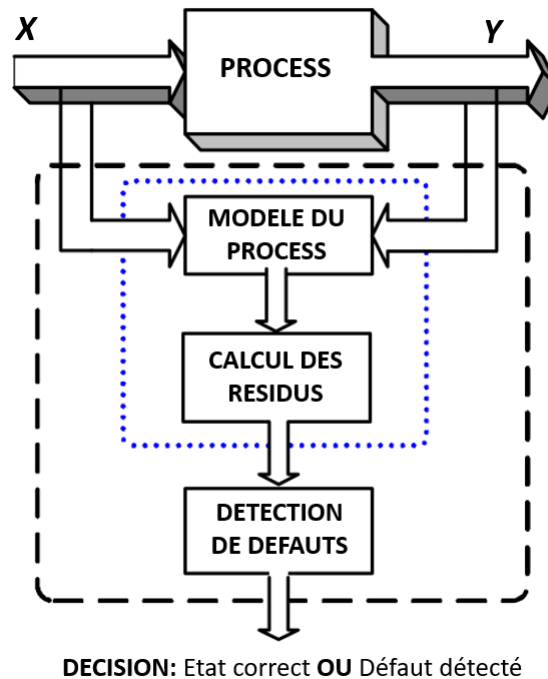 X
Y
PROCESS
MODELE DU
PROCESS
CALCUL DES
RESIDUS
DETECTION
DE DEFAUTS
DECISION: Etat correct OU Défaut détecté